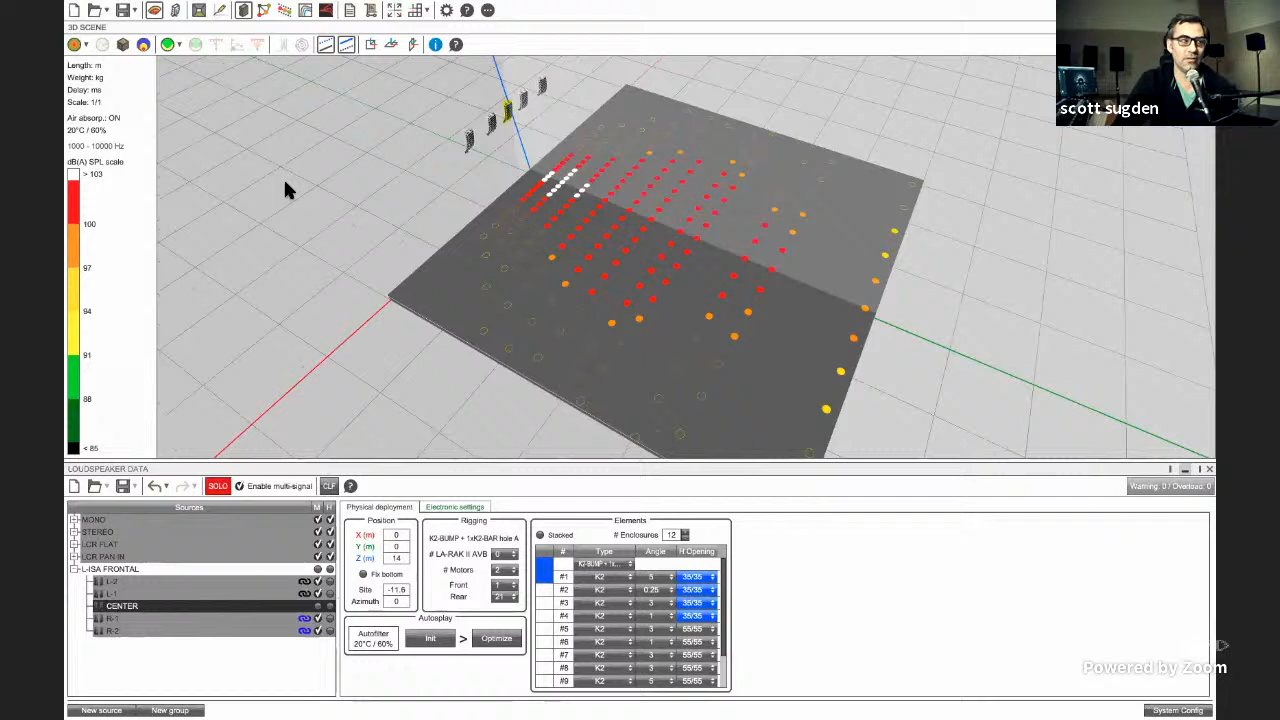 3D SCENE
Length: m
Weight: kg
Delay: ms
Scale: 1/1
Air absorp.: ON
20°C / 60%
1000 - 10000 Hz
dB(A) SPL scale
> 103
100
97
94
91
88
< 85
scott sugden
LOUDSPEAKER DATA
SOLO Enable multi-signal CLF
Warning: 0 / Overload: 0
Sources M H
MONO
STEREO
LCR FLAT
LCR PAN IN
L-ISA FRONTAL
L-2
L-1
CENTER
R-1
R-2
Physical deployment Electronic settings
Position
X (m) 0
Y (m) 0
Z (m) 14
Fix bottom
Site -11.6
Azimuth 0
Rigging
K2-BUMP + 1xK2-BAR hole A
# LA-RAK II AVB 0
# Motors 2
Front 1
Rear 21
Autosplay
Autofilter
20°C / 60%
Init > Optimize
Elements
Stacked # Enclosures 12
# Type Angle H Opening
K2-BUMP + 1x...
#1 K2 5 35/35
#2 K2 0.25 35/35
#3 K2 3 35/35
#4 K2 1 35/35
#5 K2 3 55/55
#6 K2 1 55/55
#7 K2 3 55/55
#8 K2 3 55/55
#9 K2 5 55/55
Powered by Zoom
New source New group System Config